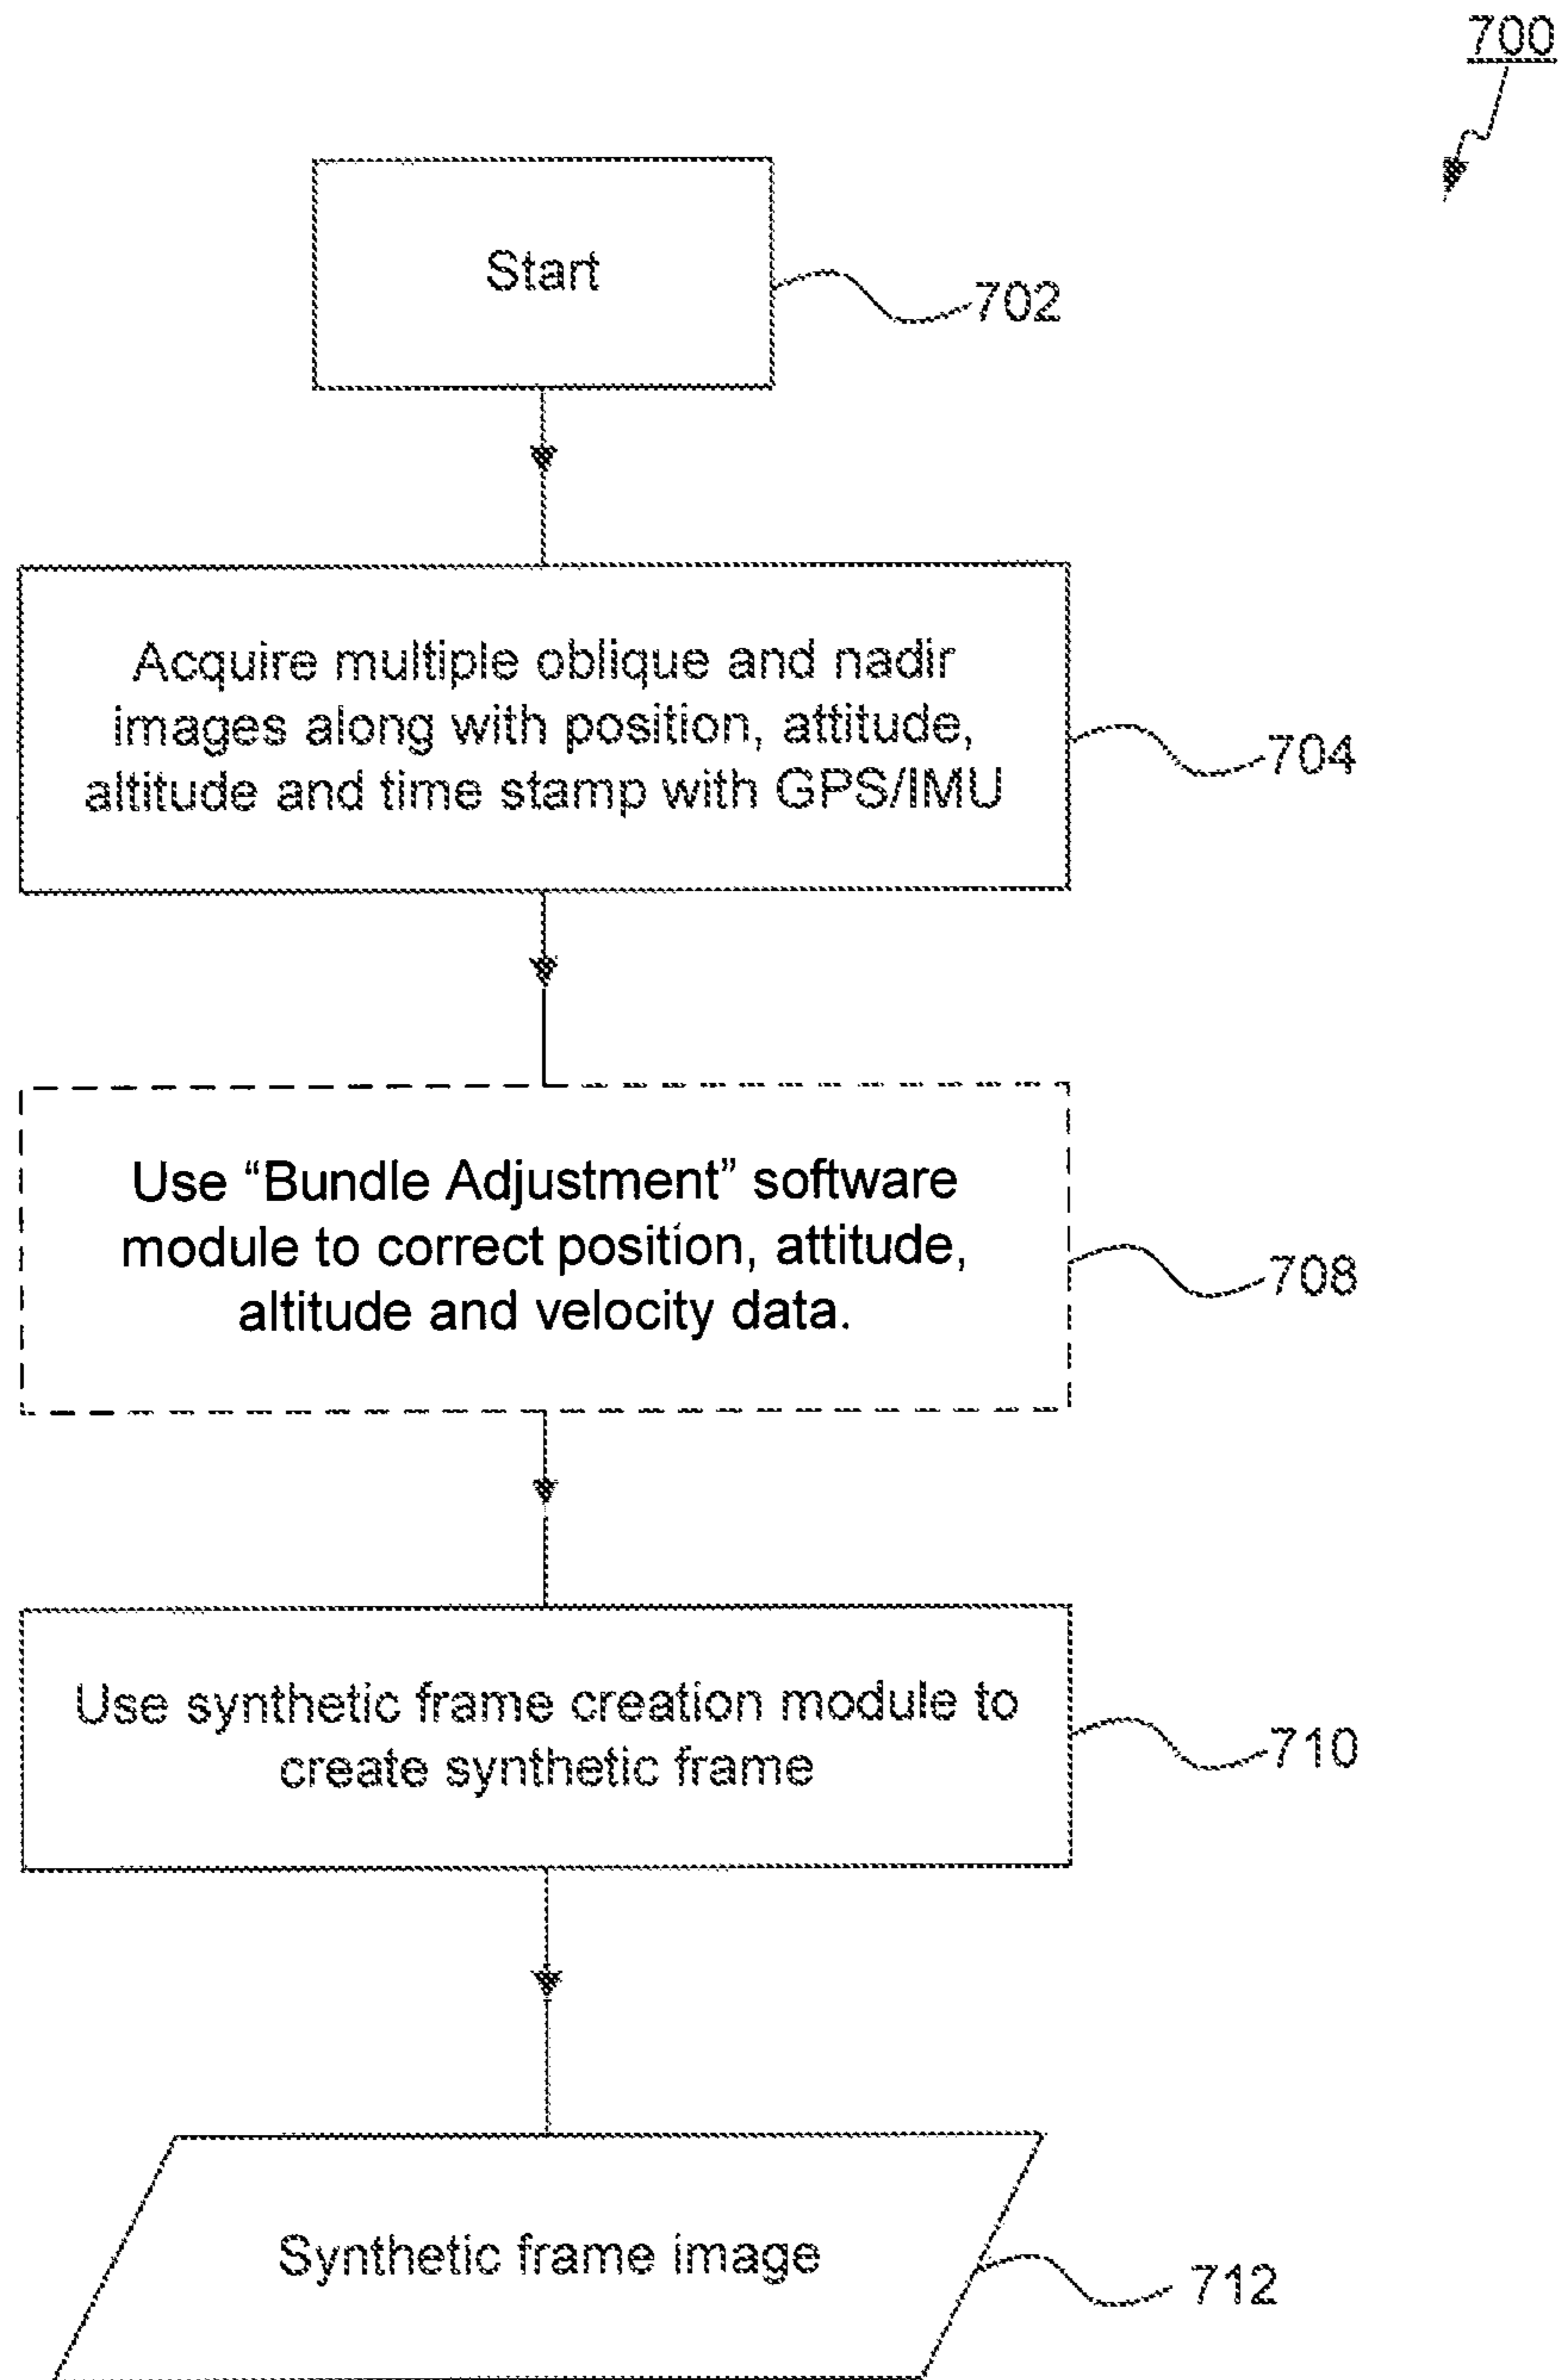 700
Start
702
Acquire multiple oblique and nadir
images along with position, attitude,
altitude and time stamp with GPS/IMU
704
Use “Bundle Adjustment” software
module to correct position, attitude,
altitude and velocity data.
708
Use synthetic frame creation module to
create synthetic frame
710
Synthetic frame image
712